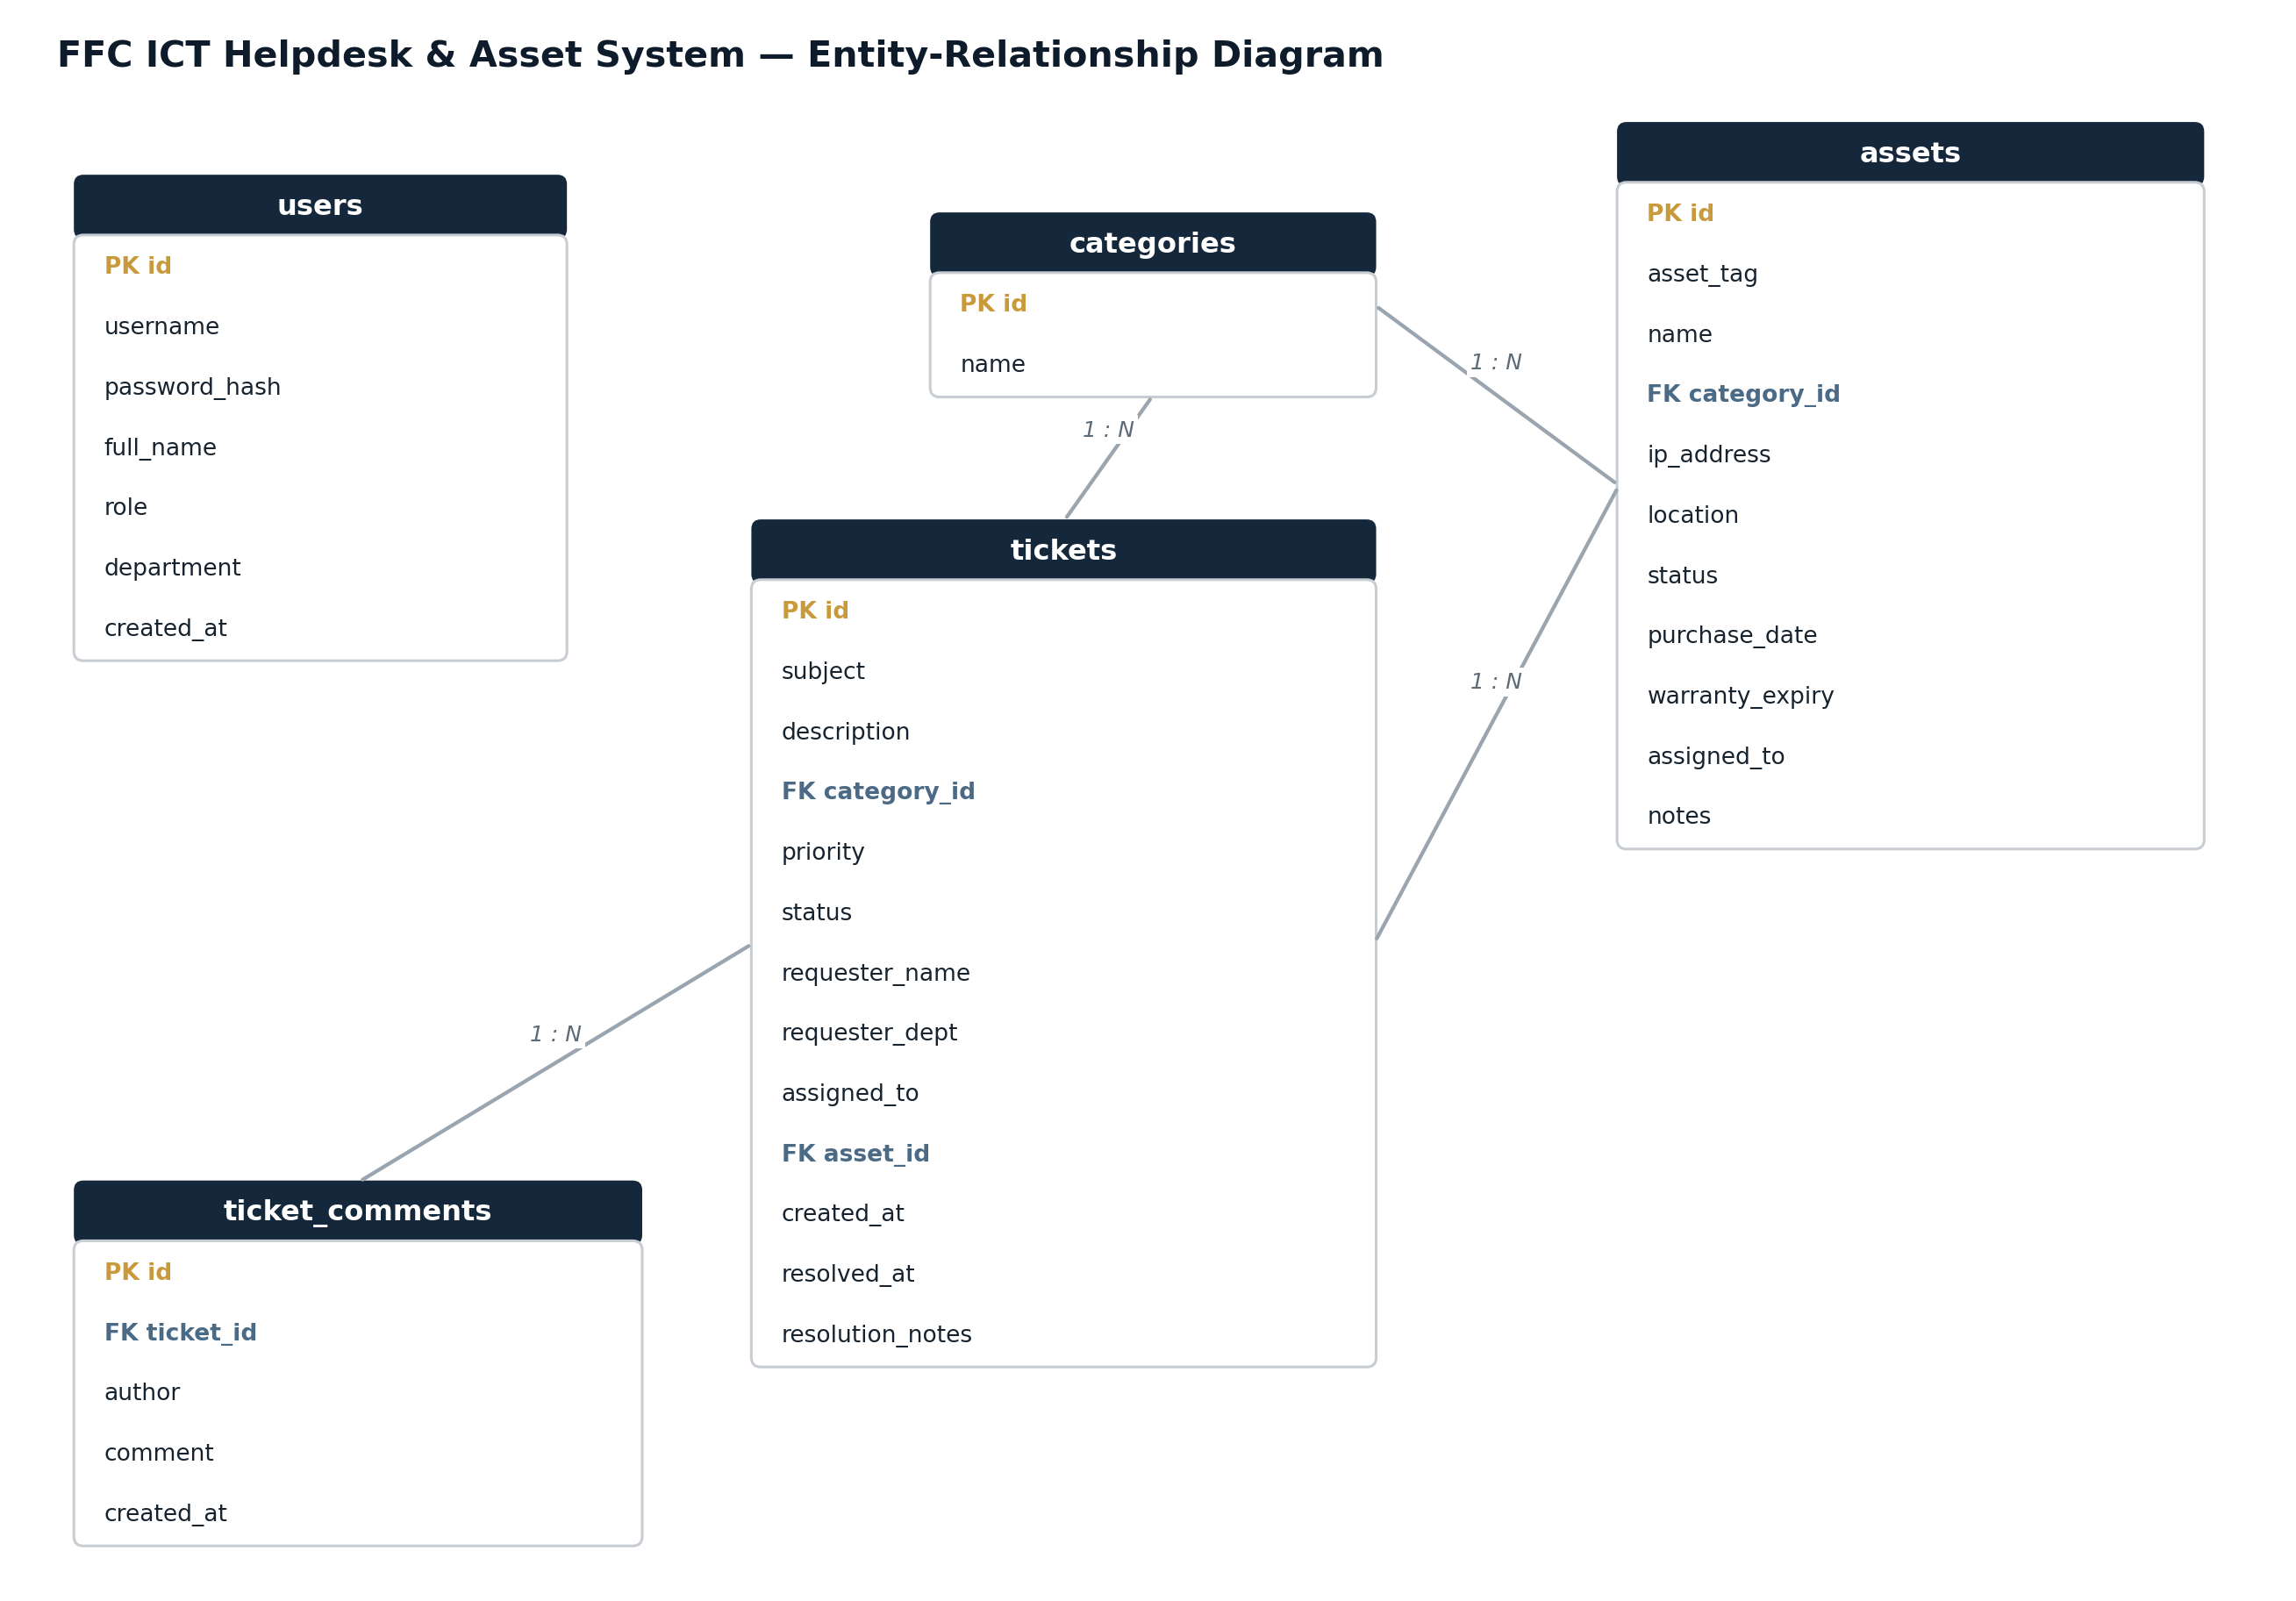 FFC ICT Helpdesk & Asset System — Entity-Relationship Diagram
users
PK id
username
password_hash
full_name
role
department
created_at
categories
PK id
name
1 : N
1 : N
assets
PK id
asset_tag
name
FK category_id
ip_address
location
status
purchase_date
warranty_expiry
assigned_to
notes
tickets
PK id
subject
description
FK category_id
priority
status
requester_name
requester_dept
assigned_to
FK asset_id
created_at
resolved_at
resolution_notes
1 : N
1 : N
ticket_comments
PK id
FK ticket_id
author
comment
created_at